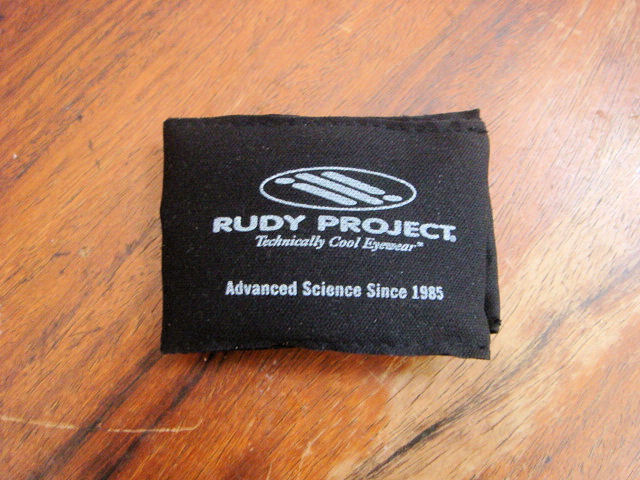 RUDY PROJECT®
Technically Cool Eyewear™
Advanced Science Since 1985